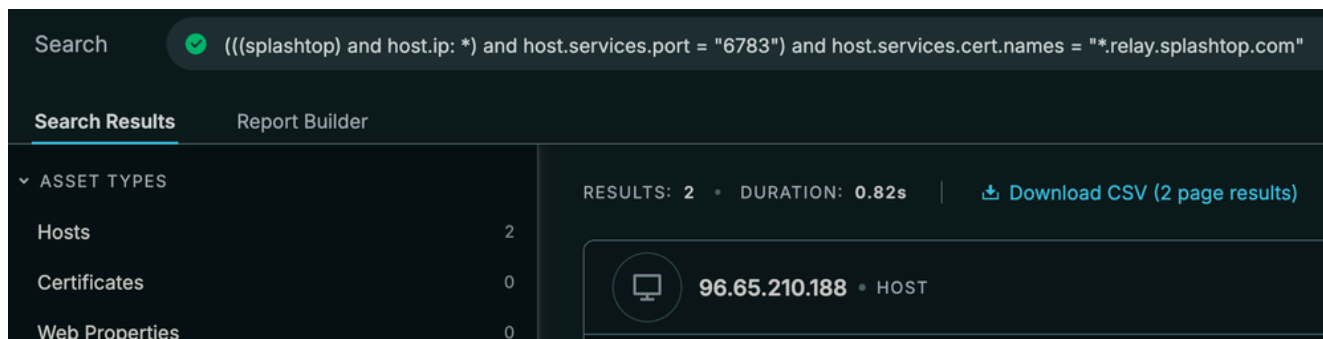 Search
(((splashtop) and host.ip: *) and host.services.port = "6783") and host.services.cert.names = "*.relay.splashtop.com"
Search Results
Report Builder
ASSET TYPES
Hosts 2
Certificates 0
Web Properties 0
RESULTS: 2 • DURATION: 0.82s
Download CSV (2 page results)
96.65.210.188 • HOST